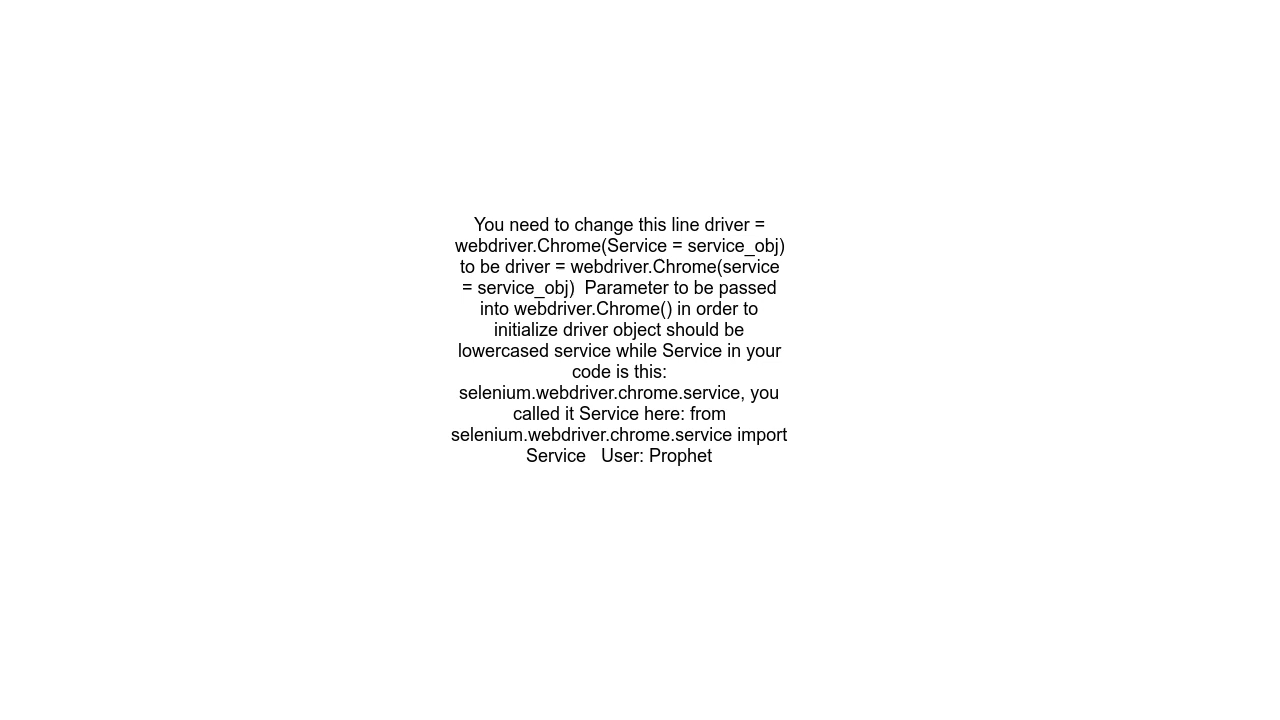 You need to change this line driver =
webdriver.Chrome(Service = service_obj)
to be driver = webdriver.Chrome(service
= service_obj)  Parameter to be passed
into webdriver.Chrome() in order to
initialize driver object should be
lowercased service while Service in your
code is this:
selenium.webdriver.chrome.service, you
called it Service here: from
selenium.webdriver.chrome.service import
Service   User: Prophet